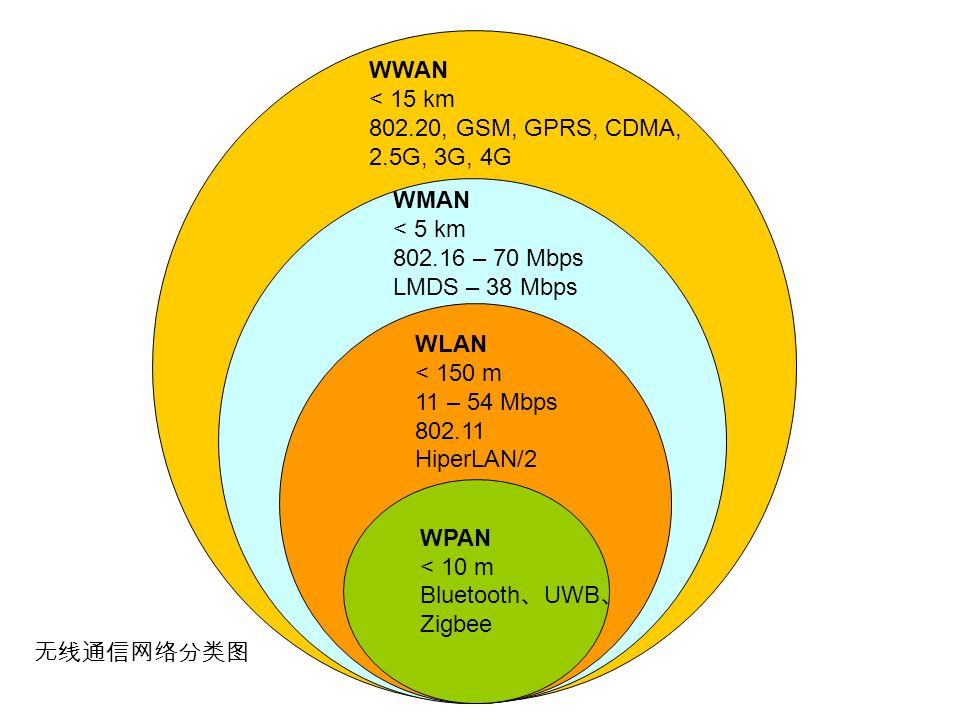 WWAN
< 15 km
802.20, GSM, GPRS, CDMA,
2.5G, 3G, 4G
WMAN
< 5 km
802.16 – 70 Mbps
LMDS – 38 Mbps
WLAN
< 150 m
11 – 54 Mbps
802.11
HiperLAN/2
WPAN
< 10 m
Bluetooth、UWB、
Zigbee
无线通信网络分类图